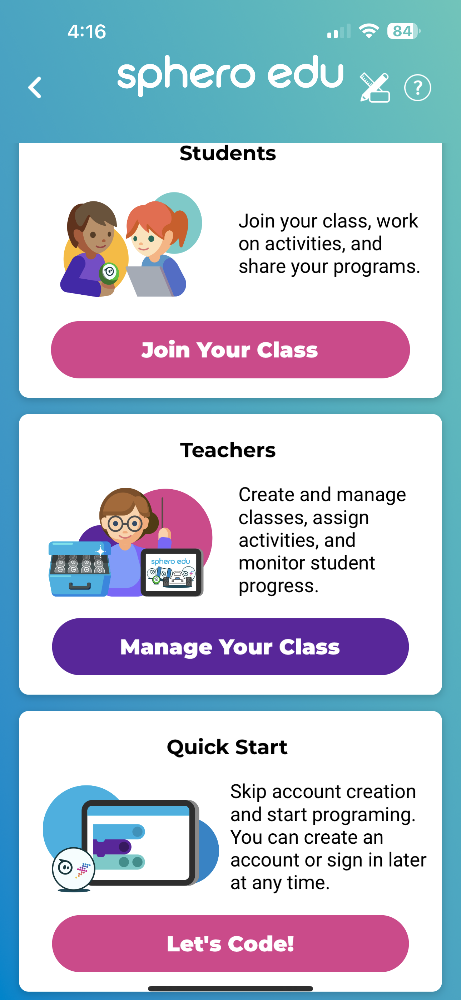 4:16
84
sphero edu
?
Students
Join your class, work
on activities, and
share your programs.
Join Your Class
Teachers
Create and manage
classes, assign
activities, and
monitor student
progress.
sphero edu
Manage Your Class
Quick Start
Skip account creation
and start programing.
You can create an
account or sign in later
at any time.
Let's Code!